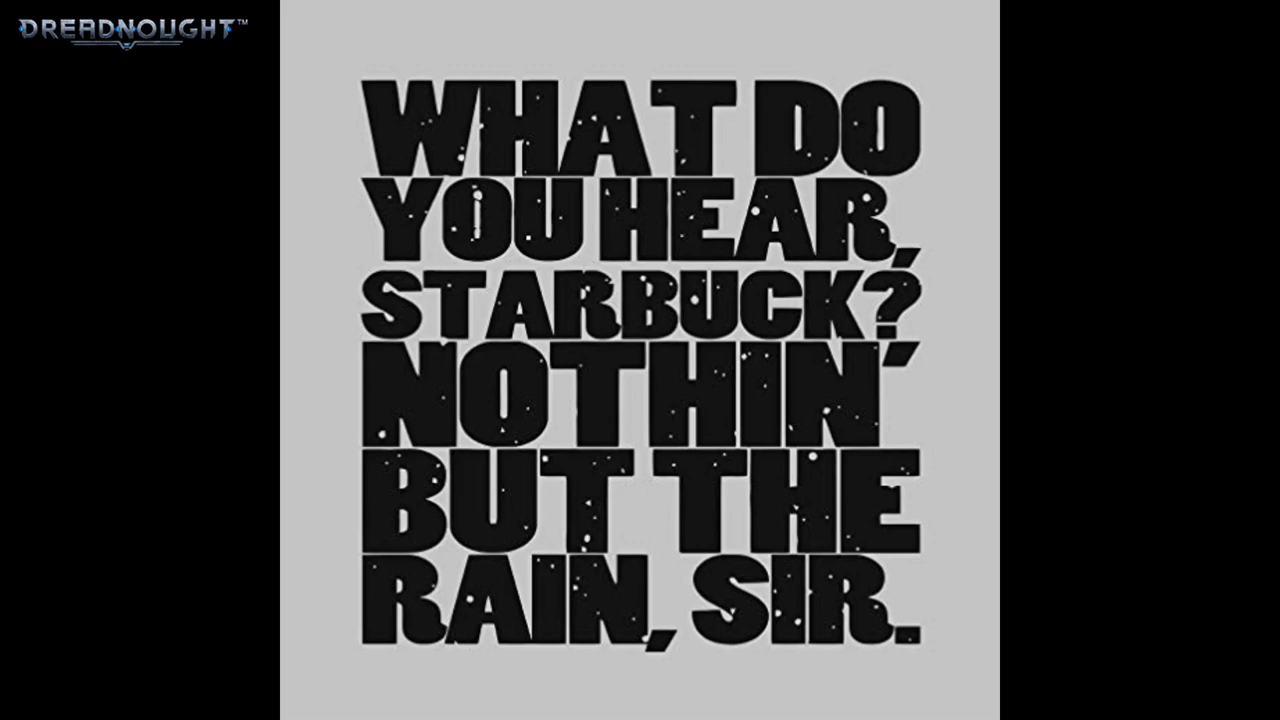 DREADNOUGHT™
WHAT DO
YOU HEAR,
STARBUCK?
NOTHIN'
BUT THE
RAIN, SIR.